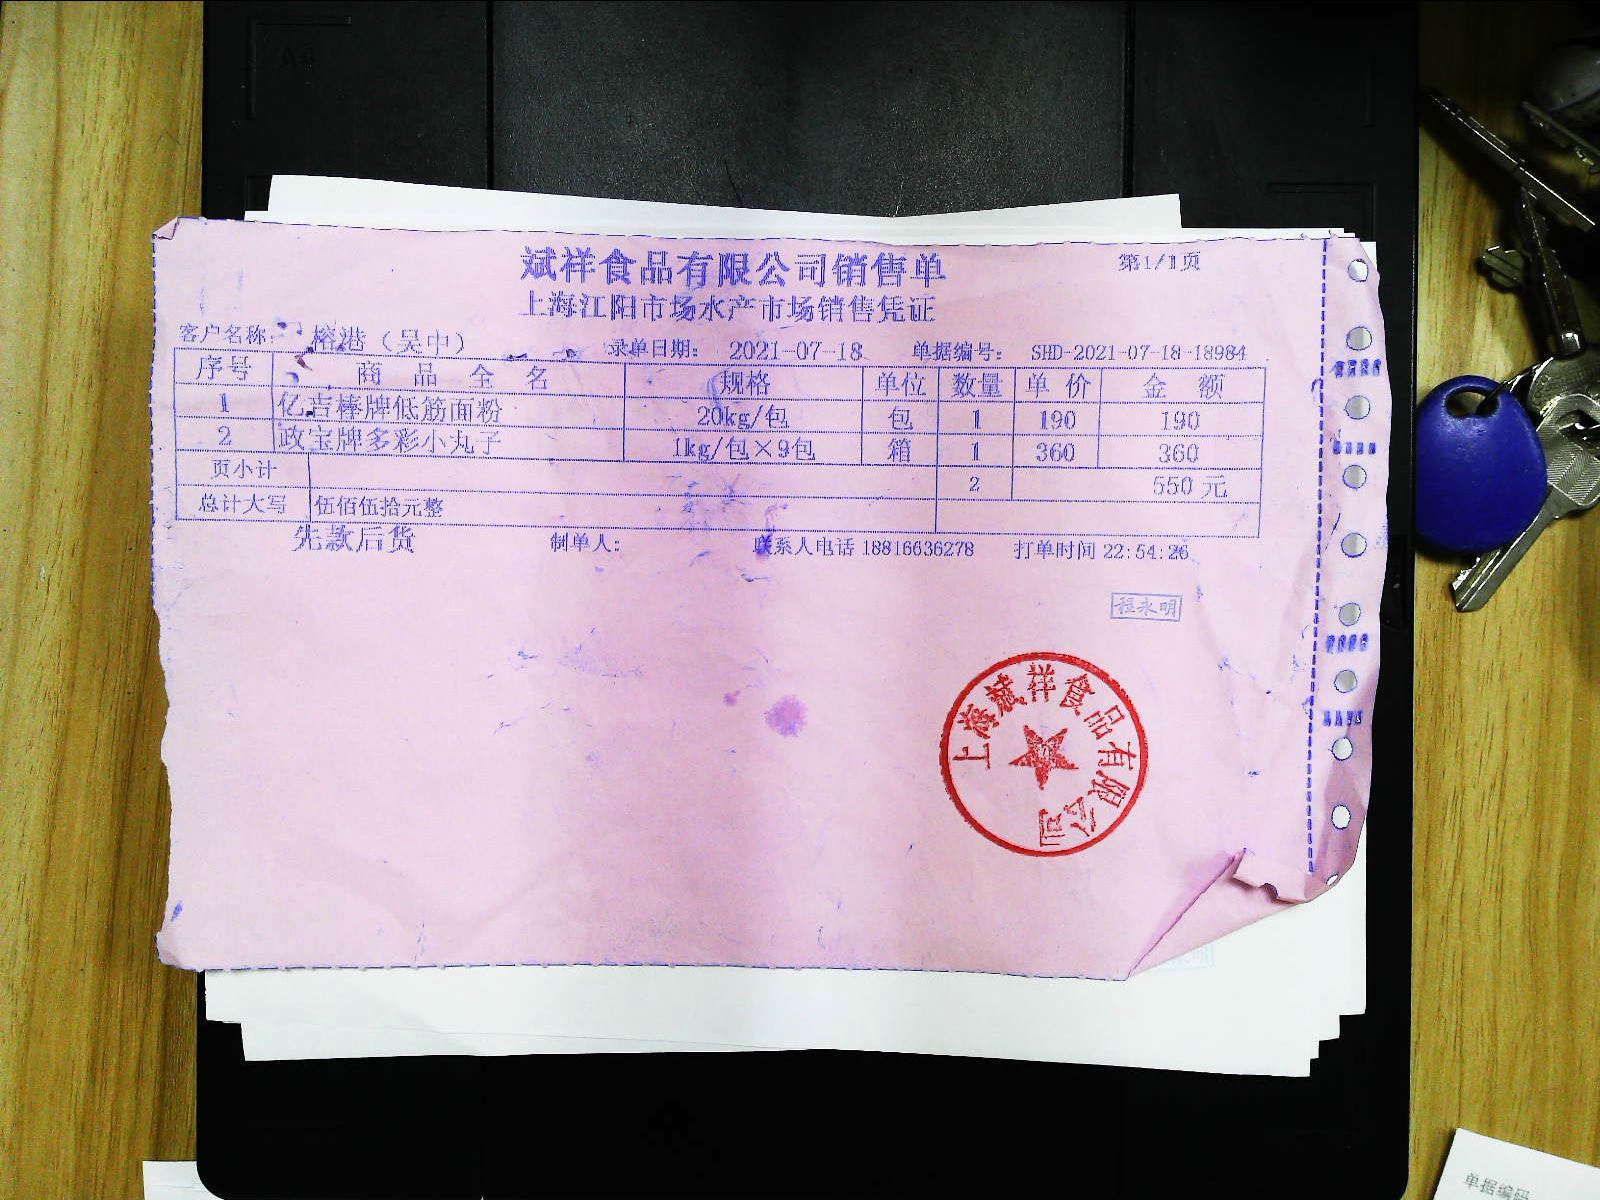 斌祥食品有限公司销售单
第1/1页
上海江阳市场水产市场销售凭证
客户名称： 榕港（吴中） 录单日期： 2021-07-18 单据编号： SHD-2021-07-18-18984
序号 商 品 全 名 规格 单位 数量 单 价 金 额
1 亿吉棒牌低筋面粉 20kg/包 包 1 190 190
2 政宝牌多彩小丸子 1kg/包×9包 箱 1 360 360
页小计 2 550 元
总计大写 伍佰伍拾元整
先款后货 制单人： 联系人电话 18816636278 打单时间 22:54:26
程永明
上海斌祥食品有限公司
单据编码